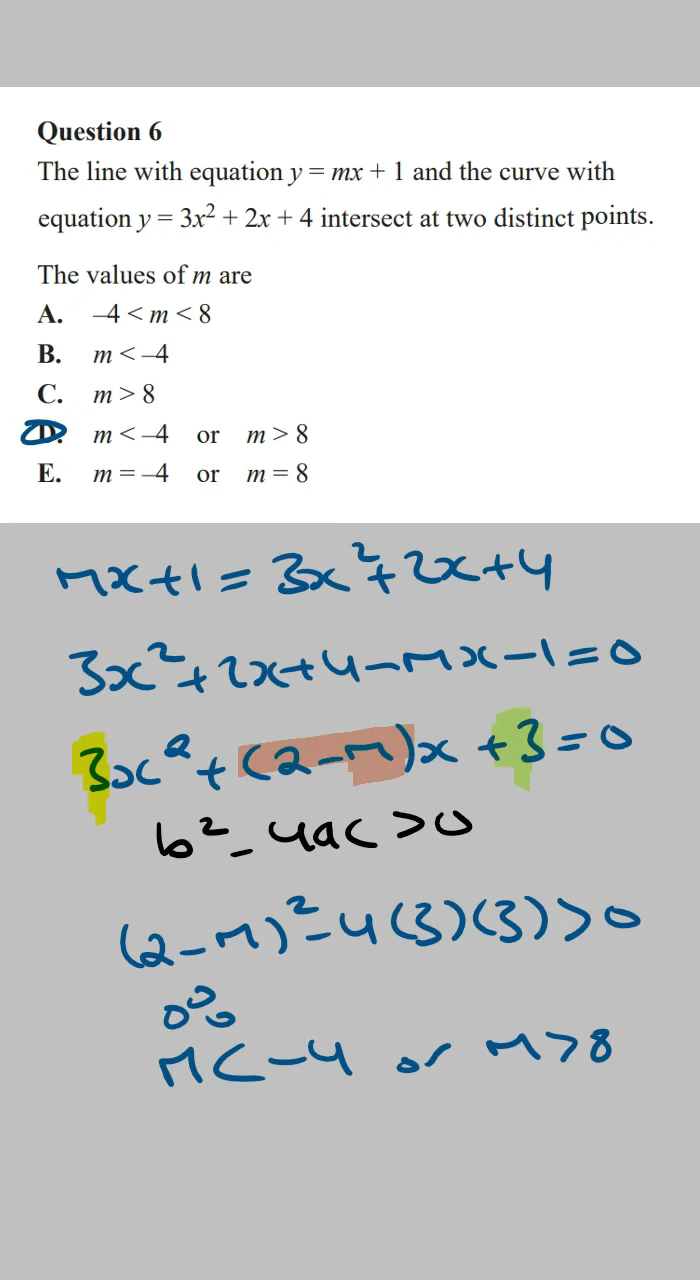 Question 6
The line with equation y = mx + 1 and the curve with
equation y = 3x² + 2x + 4 intersect at two distinct points.
The values of m are
A. –4 < m < 8
B. m < –4
C. m > 8
D. m < –4 or m > 8
E. m = –4 or m = 8
mx+1 = 3x²+2x+4
3x²+2x+4-mx-1=0
3x²+(2-m)x+3=0
b²-4ac>0
(2-m)²-4(3)(3)>0
m<-4 or m>8